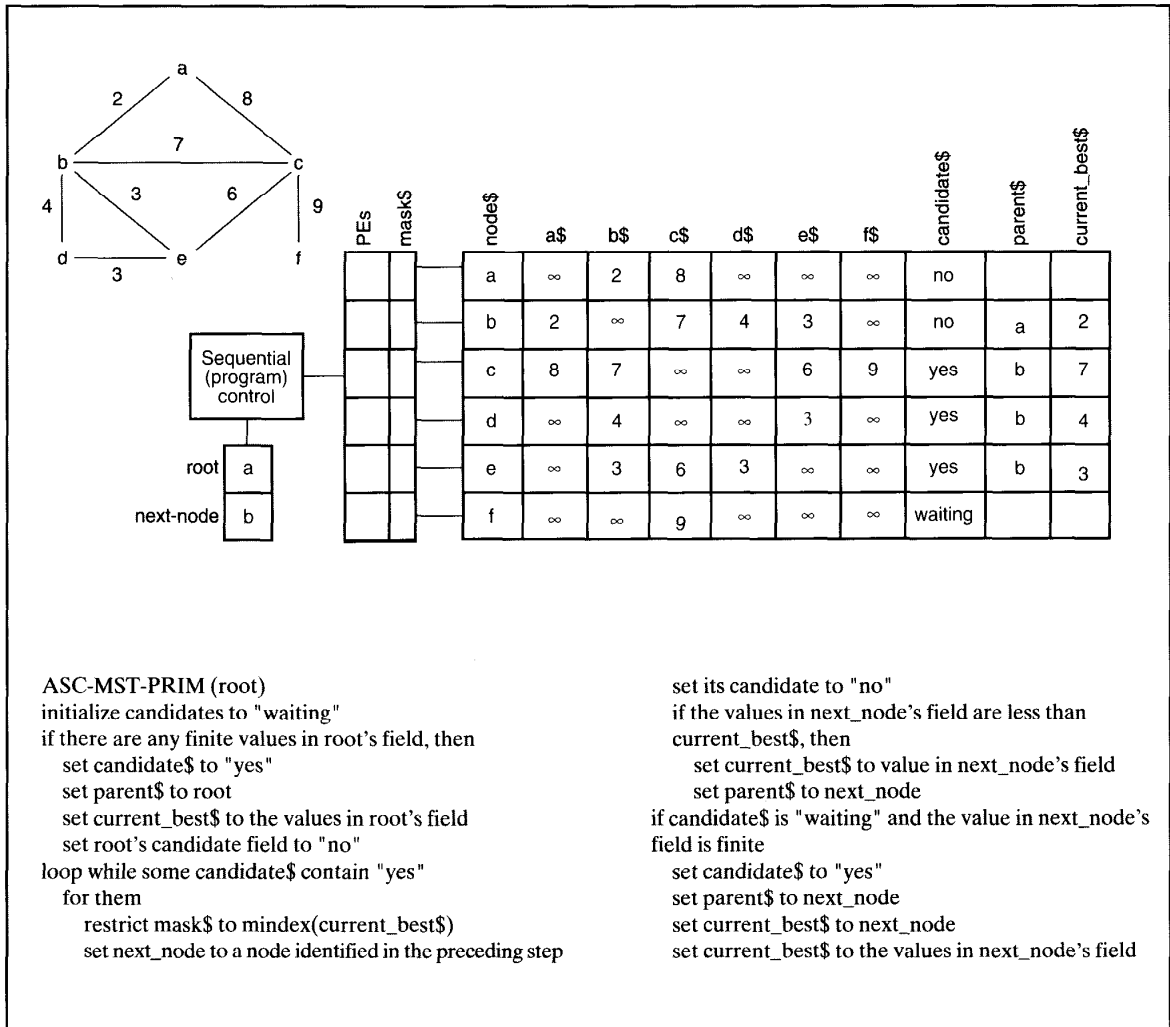 a
2
8
7
b
c
4
3
6
9
d
3
e
f
PEs
mask$
node$
a$
b$
c$
d$
e$
f$
candidate$
parent$
current_best$
a ∞ 2 8 ∞ ∞ ∞ no
b 2 ∞ 7 4 3 ∞ no a 2
c 8 7 ∞ ∞ 6 9 yes b 7
d ∞ 4 ∞ ∞ 3 ∞ yes b 4
e ∞ 3 6 3 ∞ ∞ yes b 3
f ∞ ∞ 9 ∞ ∞ ∞ waiting
Sequential
(program)
control
root a
next-node b
ASC-MST-PRIM (root)
initialize candidates to "waiting"
if there are any finite values in root's field, then
set candidate$ to "yes"
set parent$ to root
set current_best$ to the values in root's field
set root's candidate field to "no"
loop while some candidate$ contain "yes"
for them
restrict mask$ to mindex(current_best$)
set next_node to a node identified in the preceding step
set its candidate to "no"
if the values in next_node's field are less than
current_best$, then
set current_best$ to value in next_node's field
set parent$ to next_node
if candidate$ is "waiting" and the value in next_node's
field is finite
set candidate$ to "yes"
set parent$ to next_node
set current_best$ to next_node
set current_best$ to the values in next_node's field